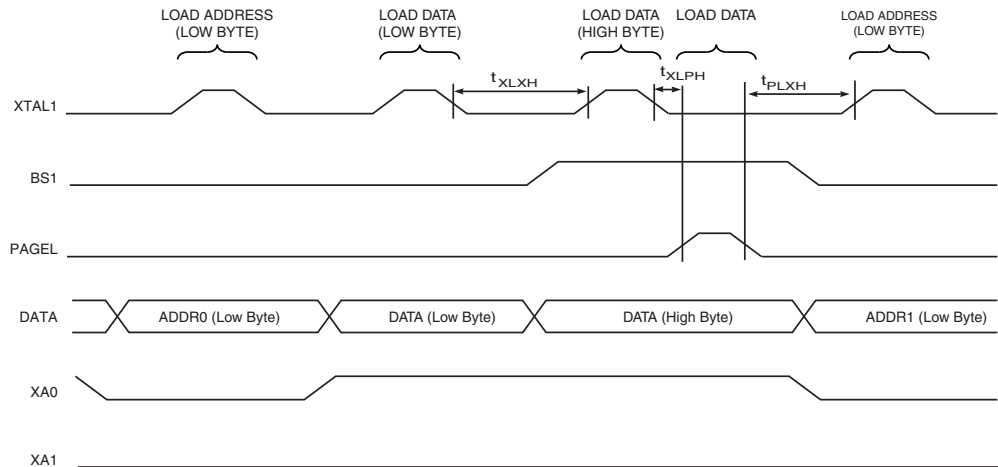 LOAD ADDRESS
(LOW BYTE)
LOAD DATA
(LOW BYTE)
LOAD DATA
(HIGH BYTE)
LOAD DATA
LOAD ADDRESS
(LOW BYTE)
tXLXH
tXLPH
tPLXH
XTAL1
BS1
PAGEL
DATA
ADDR0 (Low Byte)
DATA (Low Byte)
DATA (High Byte)
ADDR1 (Low Byte)
XA0
XA1